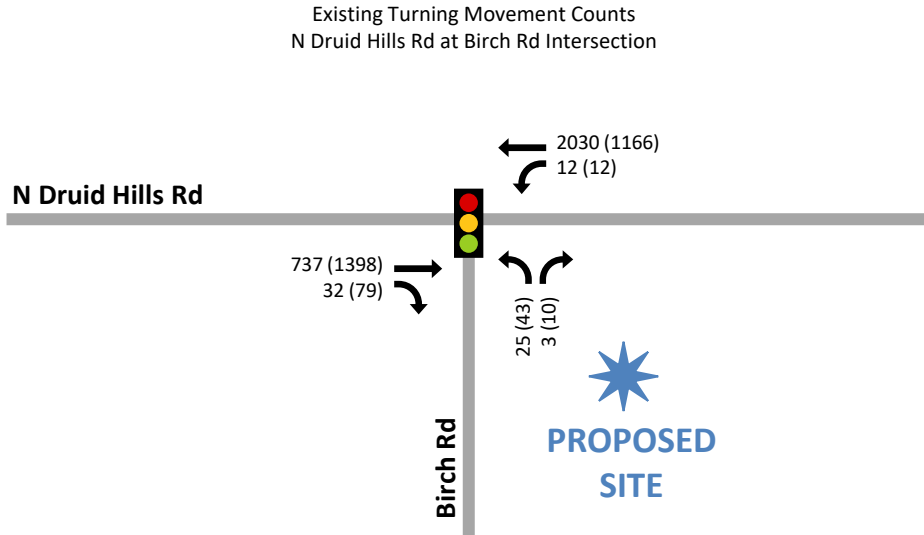 Existing Turning Movement Counts
N Druid Hills Rd at Birch Rd Intersection
2030 (1166)
12 (12)
N Druid Hills Rd
737 (1398)
32 (79)
25 (43)
3 (10)
Birch Rd
PROPOSED
SITE